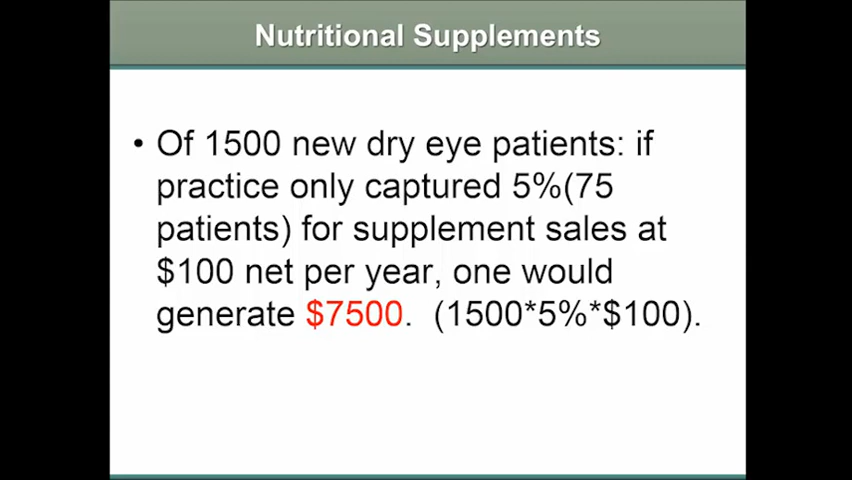 Nutritional Supplements
• Of 1500 new dry eye patients: if
practice only captured 5%(75
patients) for supplement sales at
$100 net per year, one would
generate $7500. (1500*5%*$100).